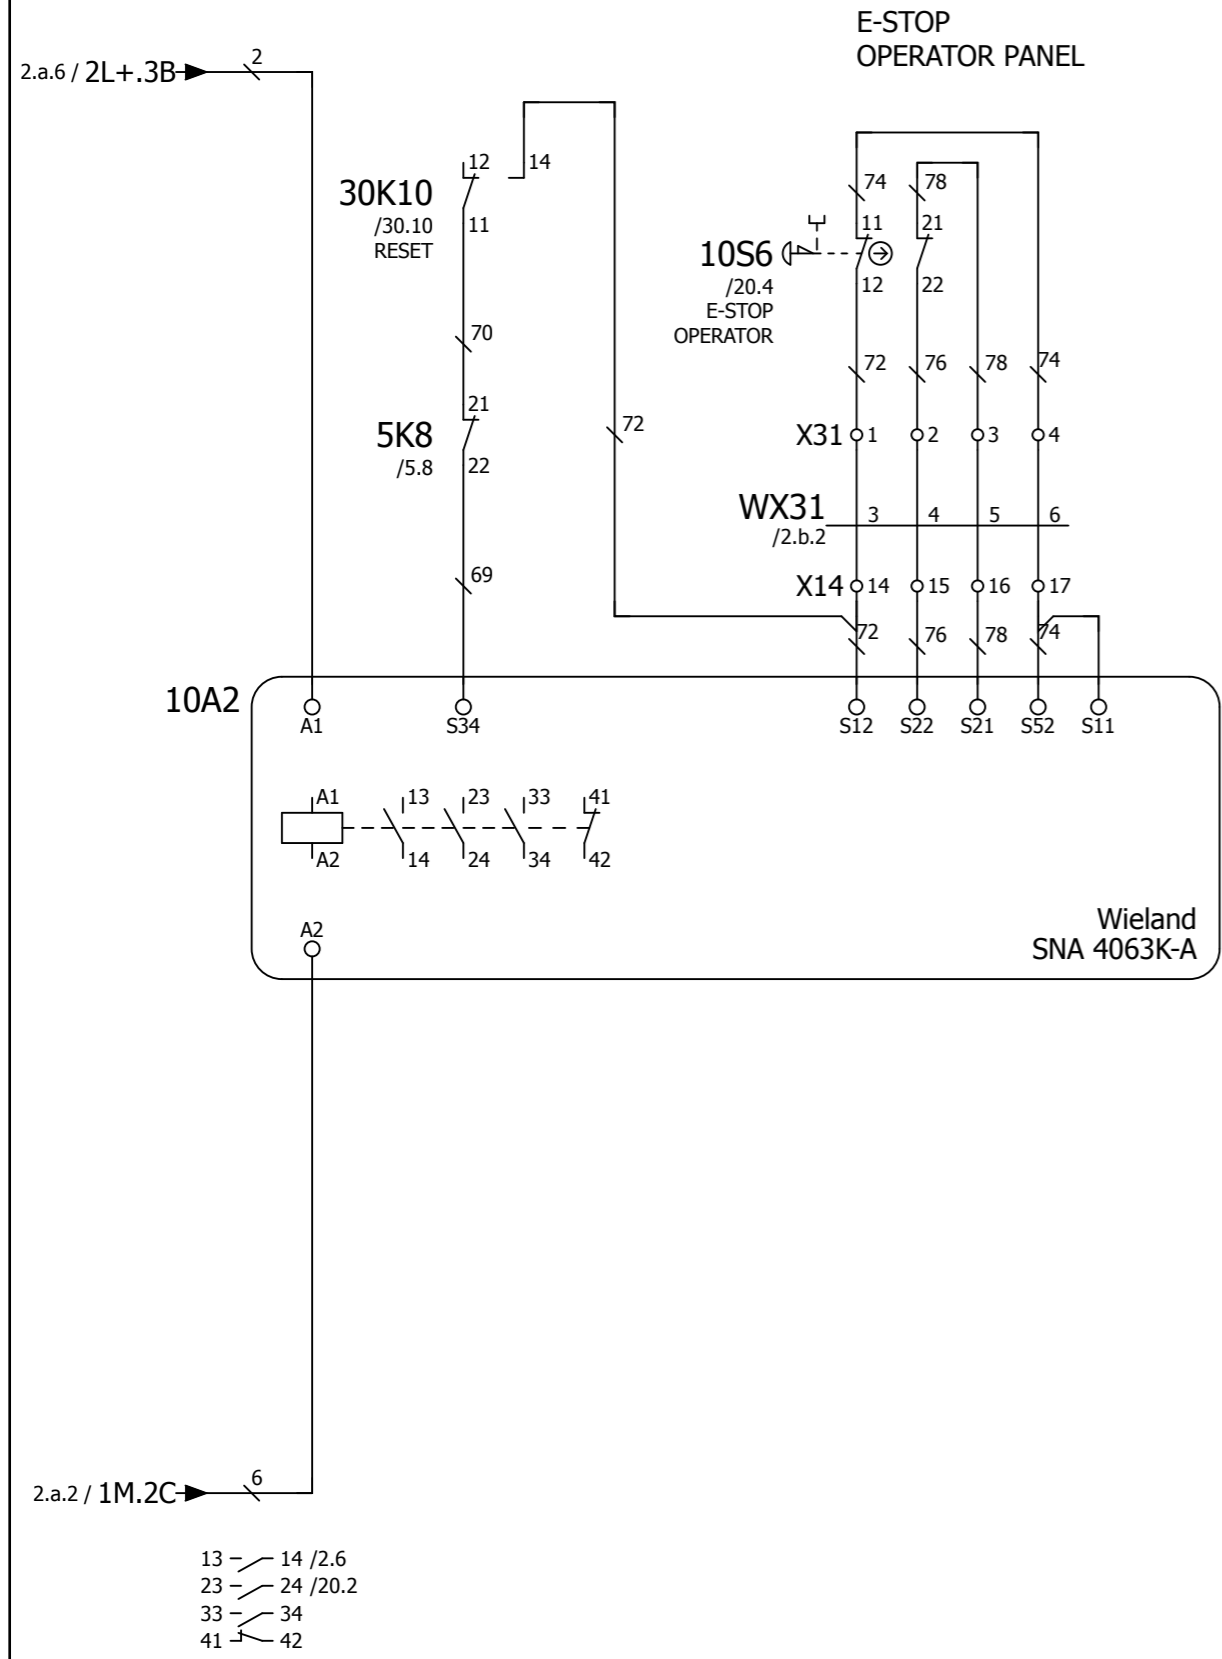 E-STOP
OPERATOR PANEL
2.a.6 / 2L+.3B
2
12
14
30K10
/30.10
RESET
11
74
78
11
21
10S6
/20.4
E-STOP
OPERATOR
12
22
70
72
76
78
74
21
5K8
/5.8
22
72
X31
1
2
3
4
WX31
/2.b.2
3
4
5
6
69
X14
14
15
16
17
72
76
78
74
10A2
A1
S34
S12
S22
S21
S52
S11
A1
13
23
33
41
A2
14
24
34
42
Wieland
SNA 4063K-A
A2
2.a.2 / 1M.2C
6
13 14 /2.6
23 24 /20.2
33 34
41 42